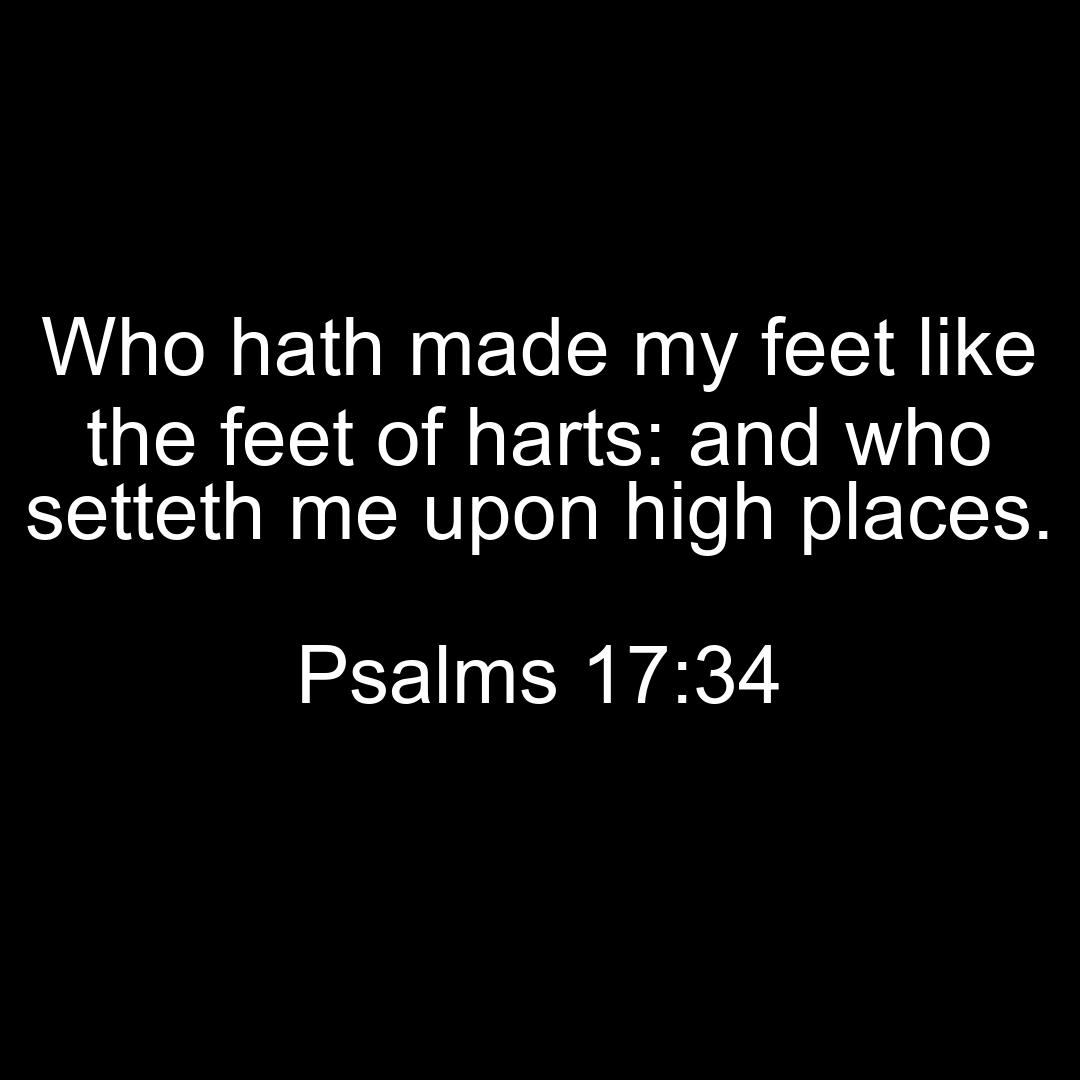 Who hath made my feet like
the feet of harts: and who
setteth me upon high places.
Psalms 17:34